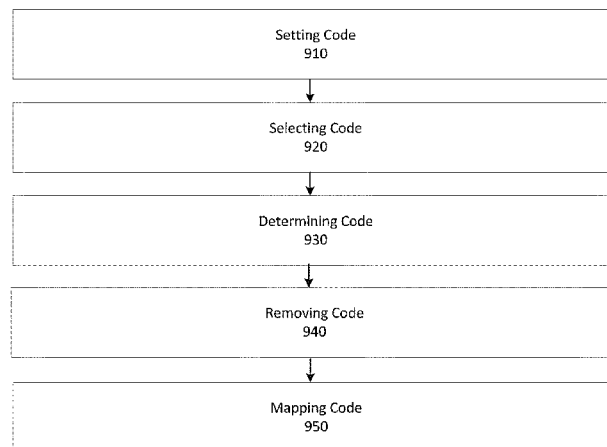 Setting Code
910
Selecting Code
920
Determining Code
930
Removing Code
940
Mapping Code
950